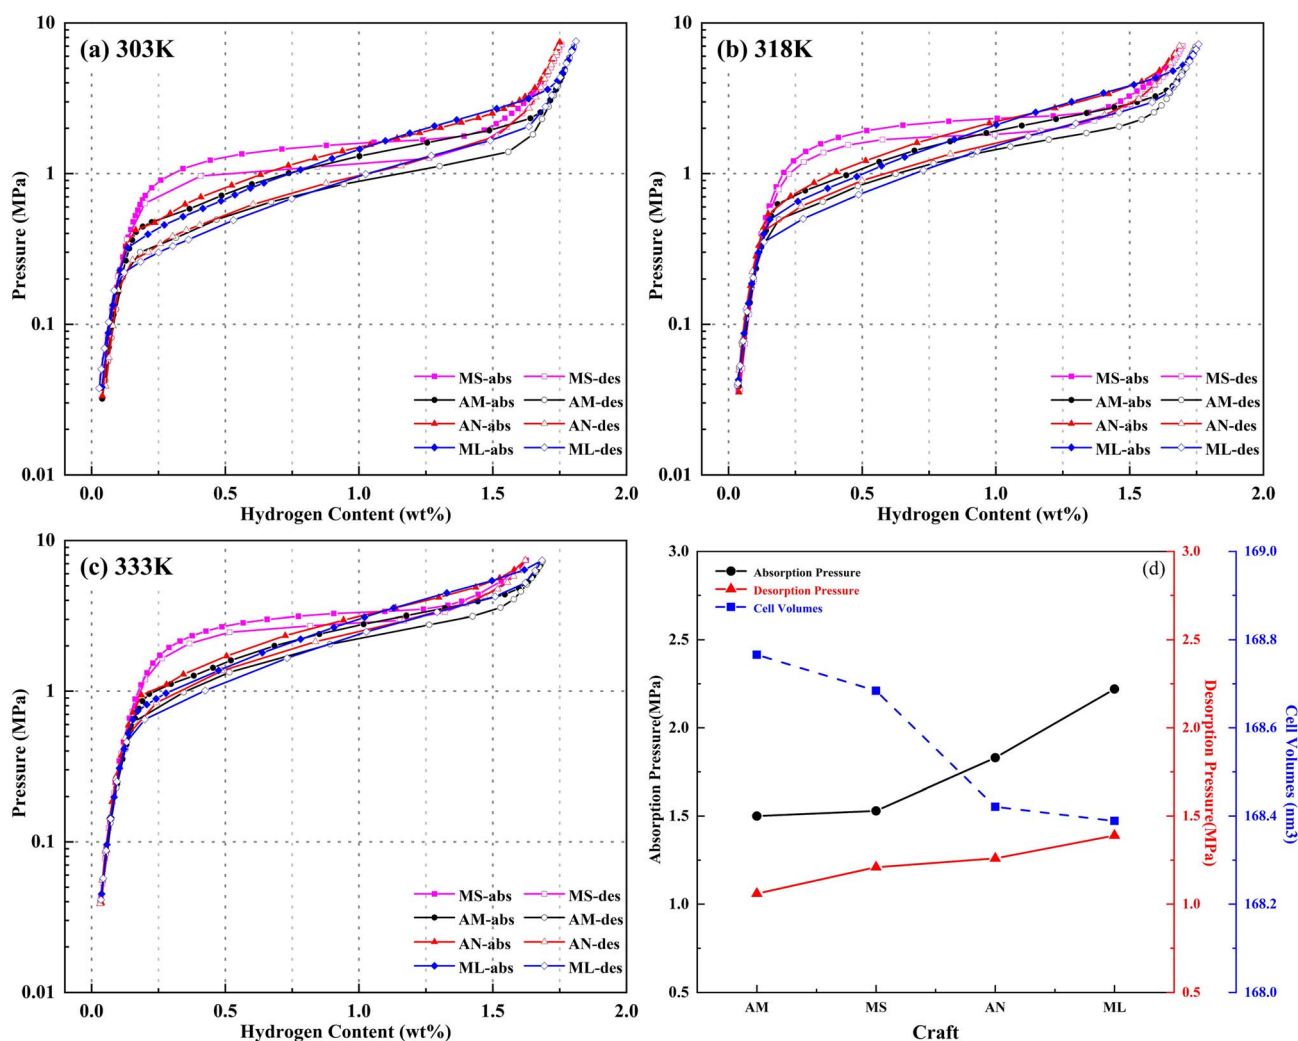 (a) 303K
10
1
0.1
0.01
Pressure (MPa)
MS-abs MS-des
AM-abs AM-des
AN-abs AN-des
ML-abs ML-des
0.0 0.5 1.0 1.5 2.0
Hydrogen Content (wt%)
(b) 318K
10
1
0.1
0.01
Pressure (MPa)
MS-abs MS-des
AM-abs AM-des
AN-abs AN-des
ML-abs ML-des
0.0 0.5 1.0 1.5 2.0
Hydrogen Content (wt%)
(c) 333K
10
1
0.1
0.01
Pressure (MPa)
MS-abs MS-des
AM-abs AM-des
AN-abs AN-des
ML-abs ML-des
0.0 0.5 1.0 1.5 2.0
Hydrogen Content (wt%)
(d)
Absorption Pressure
Desorption Pressure
Cell Volumes
3.0
2.5
2.0
1.5
1.0
0.5
Absorption Pressure(MPa)
3.0
2.5
2.0
1.5
1.0
0.5
Desorption Pressure(MPa)
169.0
168.8
168.6
168.4
168.2
168.0
Cell Volumes (nm3)
AM MS AN ML
Craft